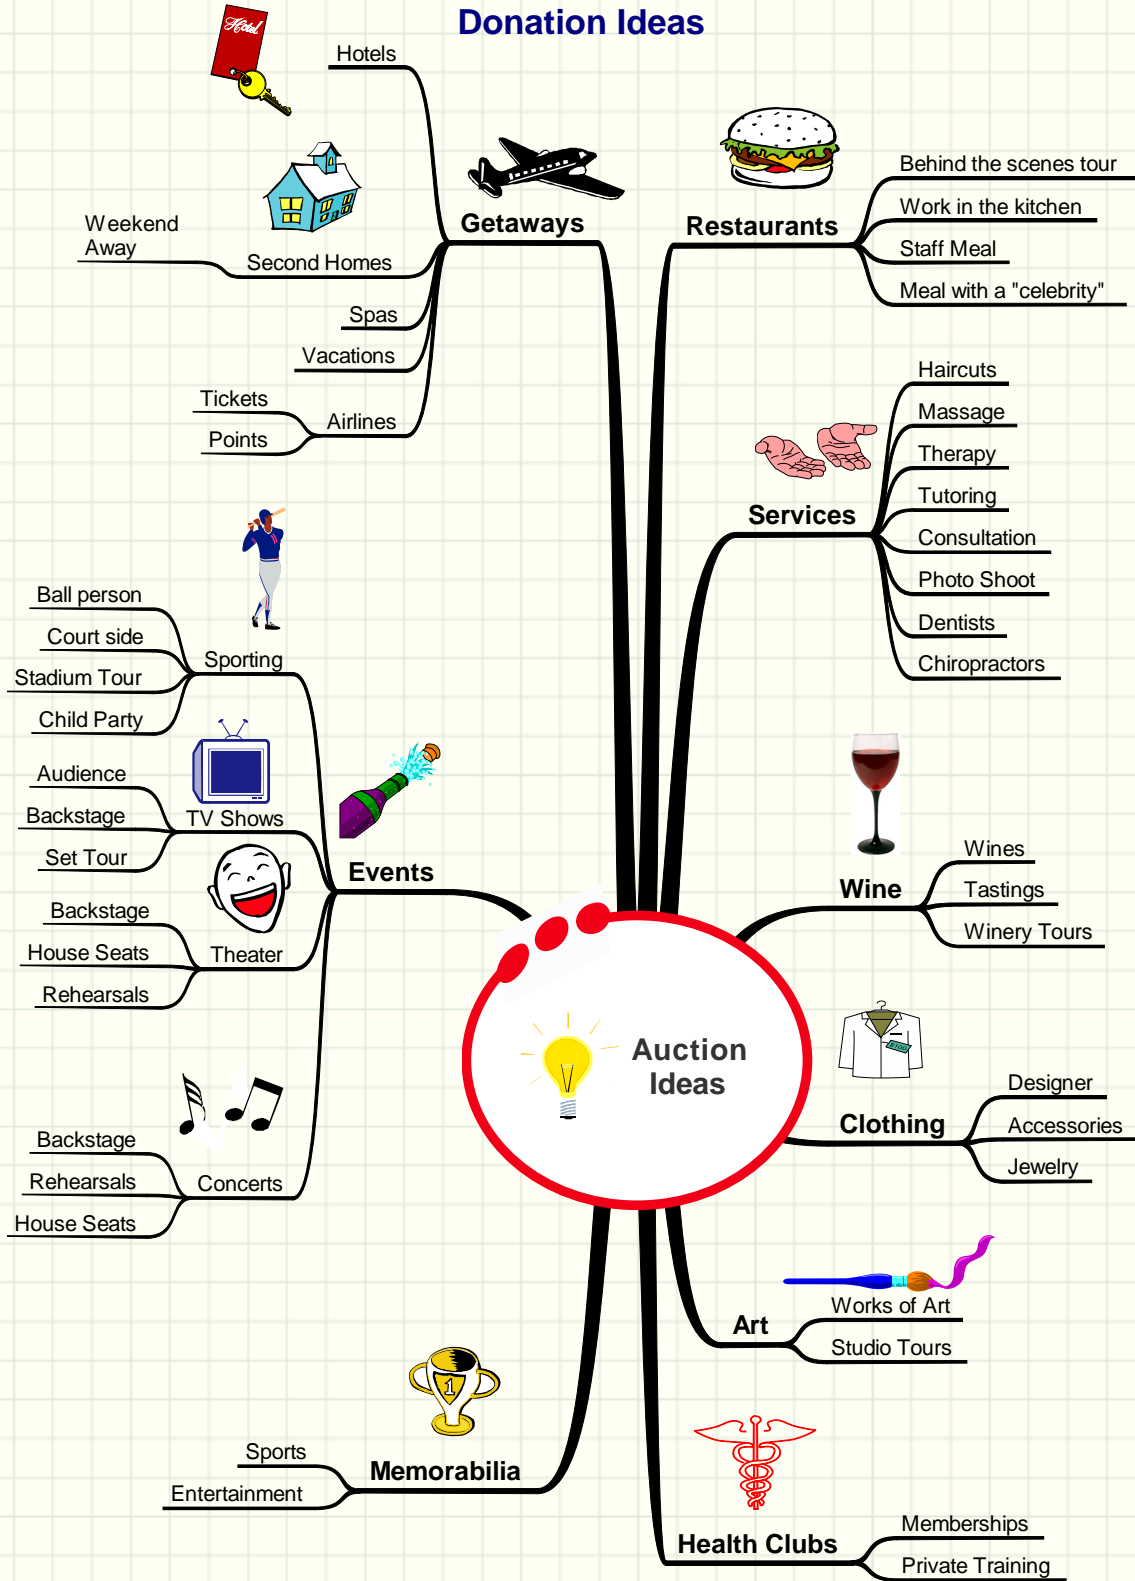 Donation Ideas
Hotel
Hotels
Getaways
Weekend
Away
Second Homes
Spas
Vacations
Tickets
Points
Airlines
Restaurants
Behind the scenes tour
Work in the kitchen
Staff Meal
Meal with a "celebrity"
Services
Haircuts
Massage
Therapy
Tutoring
Consultation
Photo Shoot
Dentists
Chiropractors
Ball person
Court side
Stadium Tour
Child Party
Sporting
Audience
Backstage
Set Tour
TV Shows
Events
Backstage
House Seats
Rehearsals
Theater
Backstage
Rehearsals
House Seats
Concerts
Wine
Wines
Tastings
Winery Tours
Auction
Ideas
$100
Clothing
Designer
Accessories
Jewelry
Art
Works of Art
Studio Tours
1
Memorabilia
Sports
Entertainment
Health Clubs
Memberships
Private Training